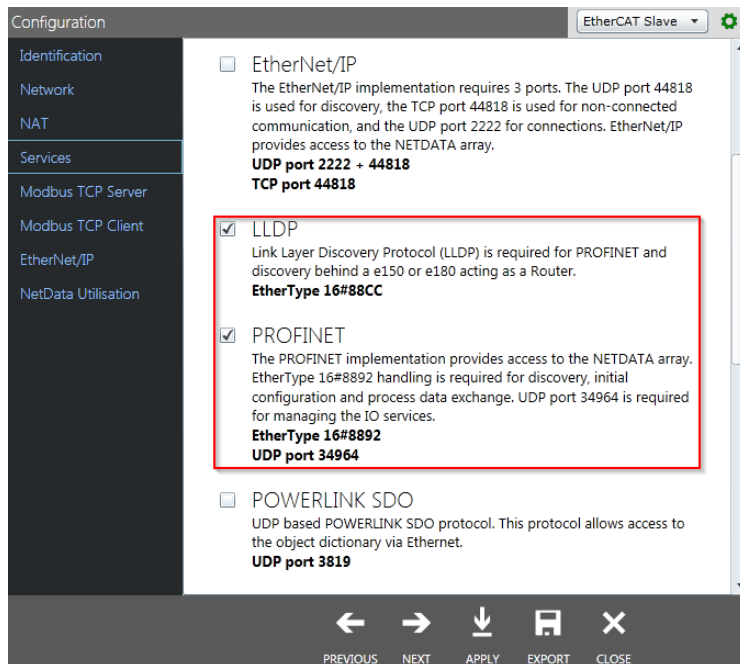 Configuration
EtherCAT Slave
Identification
Network
NAT
Services
Modbus TCP Server
Modbus TCP Client
EtherNet/IP
NetData Utilisation
EtherNet/IP
The EtherNet/IP implementation requires 3 ports. The UDP port 44818
is used for discovery, the TCP port 44818 is used for non-connected
communication, and the UDP port 2222 for connections. EtherNet/IP
provides access to the NETDATA array.
UDP port 2222 + 44818
TCP port 44818
LLDP
Link Layer Discovery Protocol (LLDP) is required for PROFINET and
discovery behind a e150 or e180 acting as a Router.
EtherType 16#88CC
PROFINET
The PROFINET implementation provides access to the NETDATA array.
EtherType 16#8892 handling is required for discovery, initial
configuration and process data exchange. UDP port 34964 is required
for managing the IO services.
EtherType 16#8892
UDP port 34964
POWERLINK SDO
UDP based POWERLINK SDO protocol. This protocol allows access to
the object dictionary via Ethernet.
UDP port 3819
PREVIOUS NEXT APPLY EXPORT CLOSE